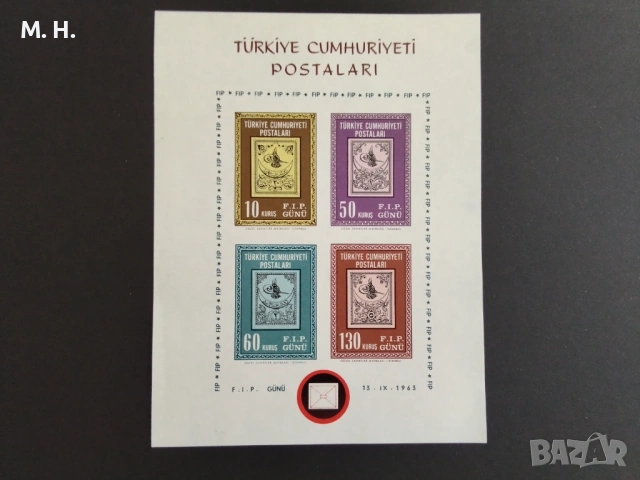 M. H.
TÜRKİYE CUMHURİYETİ
POSTALARI
FIP * FIP * FIP * FIP * FIP * FIP * FIP * FIP * FIP * FIP
TÜRKİYE CUMHURİYETİ
POSTALARI
10 KURUŞ
F.I.P.
GÜNÜ
TÜRKİYE CUMHURİYETİ
POSTALARI
50 KURUŞ
F.I.P.
GÜNÜ
TÜRKİYE CUMHURİYETİ
POSTALARI
60 KURUŞ
F.I.P.
GÜNÜ
TÜRKİYE CUMHURİYETİ
POSTALARI
130 KURUŞ
F.I.P.
GÜNÜ
F.I.P. GÜNÜ
13-IX-1963
BAZAR
bg